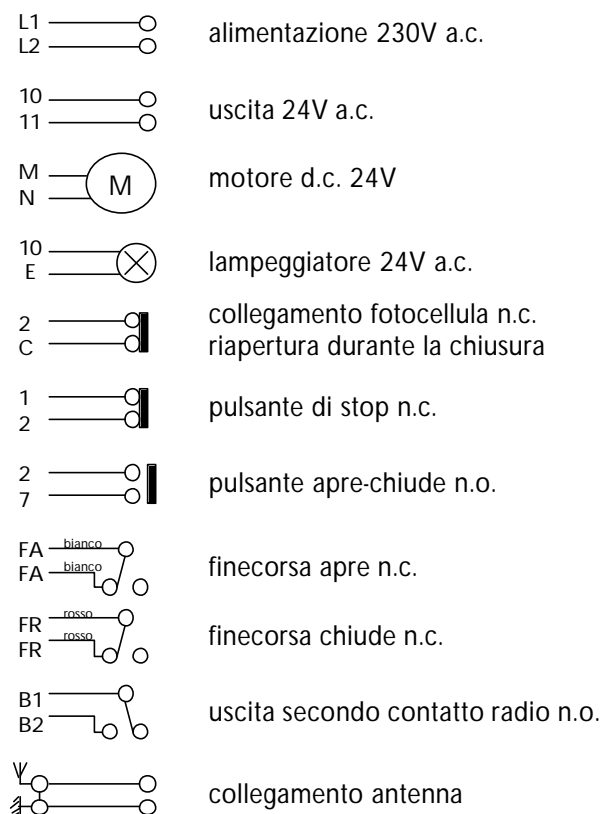 L1
L2
alimentazione 230V a.c.
10
11
uscita 24V a.c.
M
N
M
motore d.c. 24V
10
E
lampeggiatore 24V a.c.
2
C
collegamento fotocellula n.c.
riapertura durante la chiusura
1
2
pulsante di stop n.c.
2
7
pulsante apre-chiude n.o.
FA bianco
FA bianco
finecorsa apre n.c.
FR rosso
FR rosso
finecorsa chiude n.c.
B1
B2
uscita secondo contatto radio n.o.
collegamento antenna